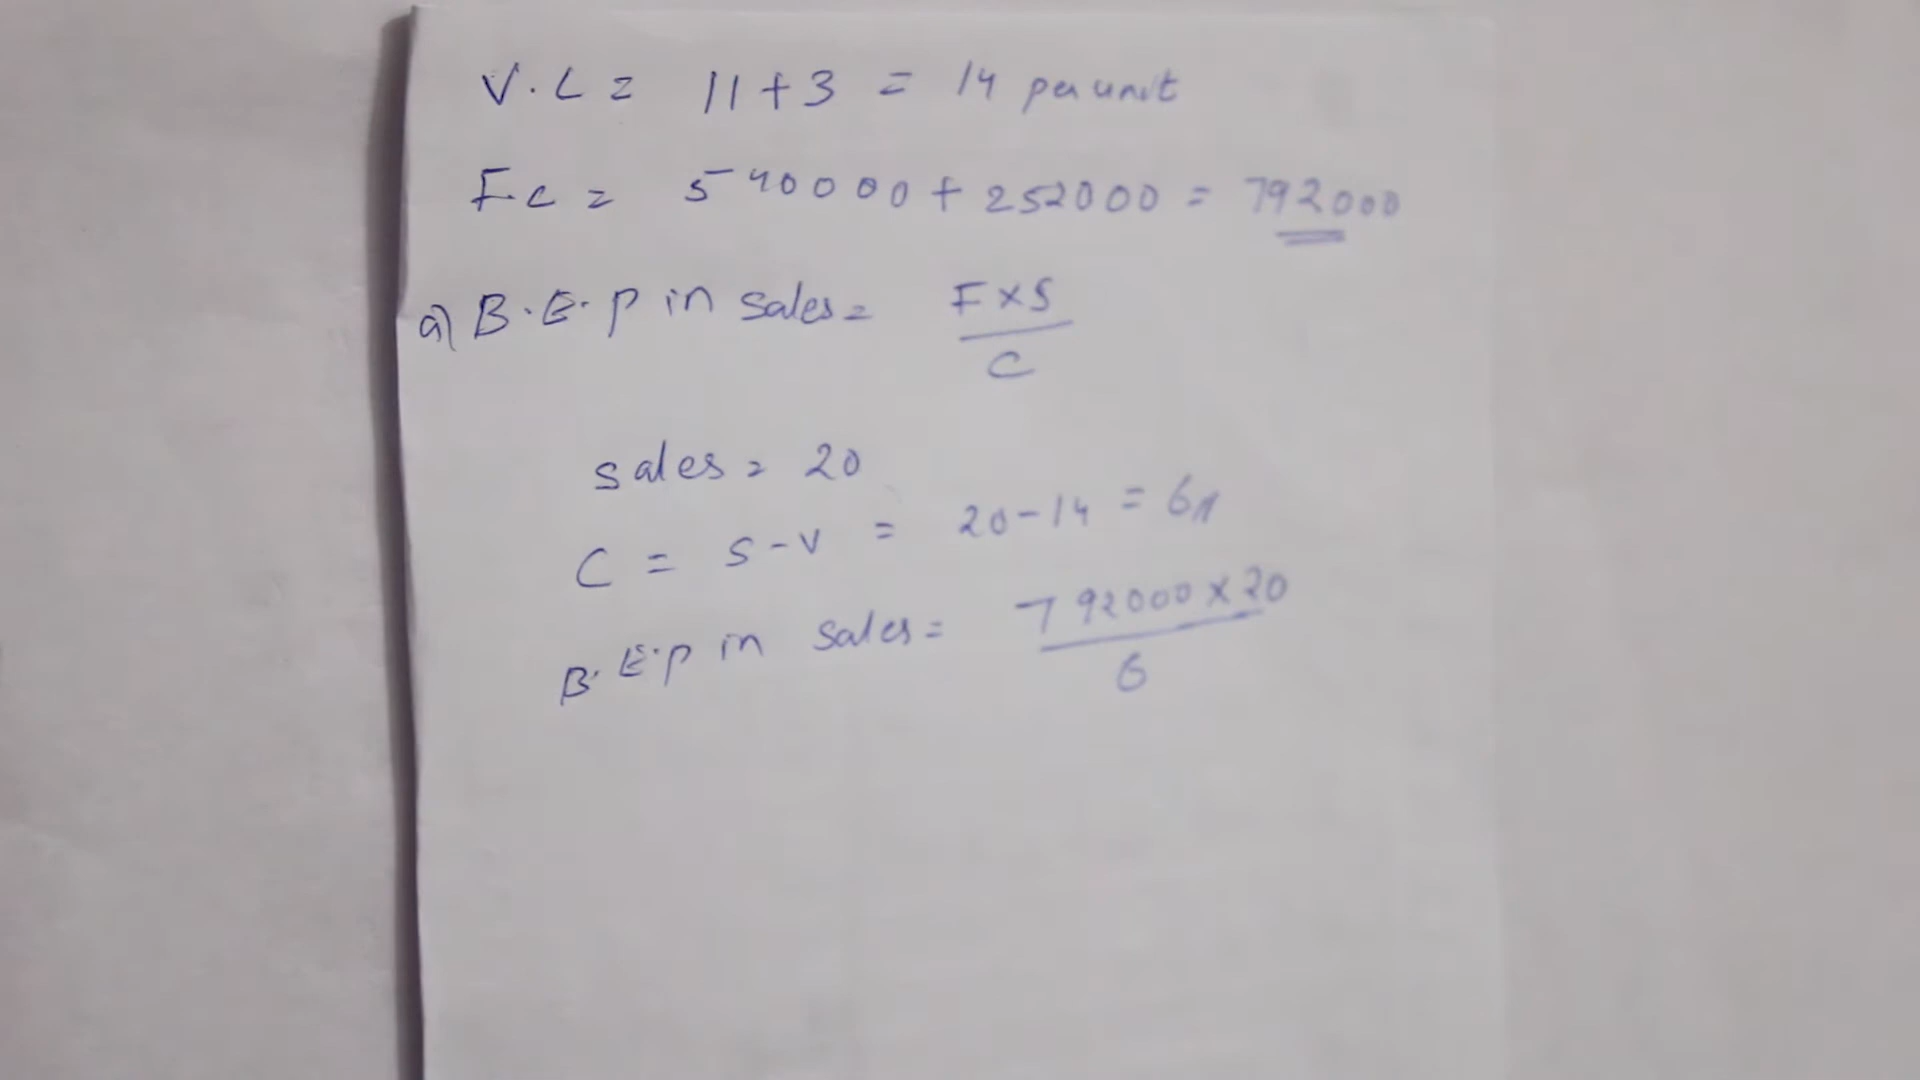 V.C = 11 + 3 = 14 per unit
F.C = 540000 + 252000 = 792000
a) B.E.P in sales = F x S
C
sales = 20
C = S - V = 20 - 14 = 6/1
B.E.P in sales = 792000 x 20
6